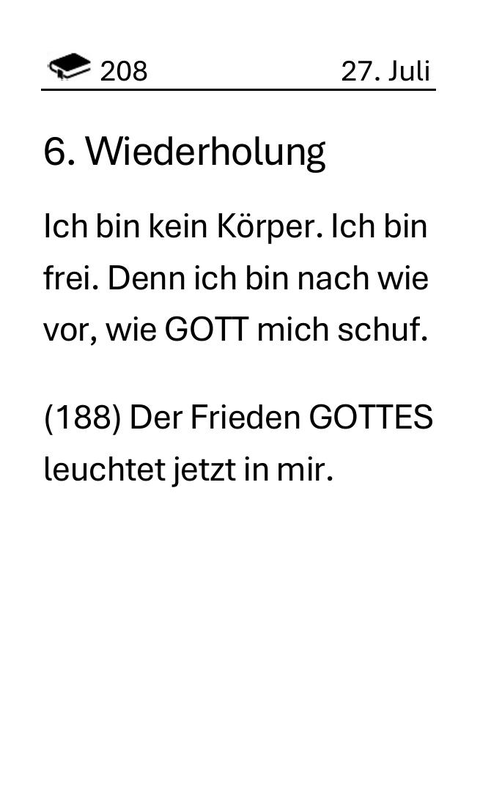 208 27. Juli
6. Wiederholung
Ich bin kein Körper. Ich bin
frei. Denn ich bin nach wie
vor, wie GOTT mich schuf.
(188) Der Frieden GOTTES
leuchtet jetzt in mir.